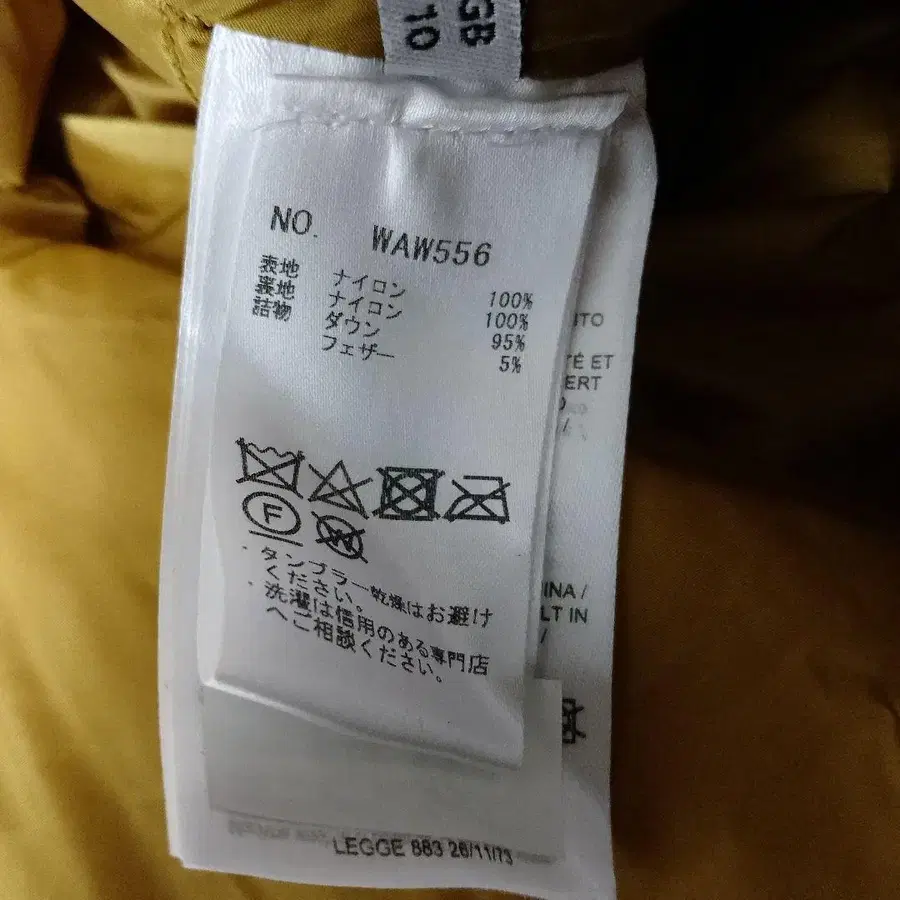 GB
10
NO. WAW556
表地 ナイロン 100%
裏地 ナイロン 100%
詰物 ダウン 95%
フェザー 5%
ITO
TÉ ET
ERT
INA /
LT IN
/
F
W
・タンブラー乾燥はお避け
ください。
・洗濯は信用のある専門店
へご相談ください。
LEGGE 883 26/11/73